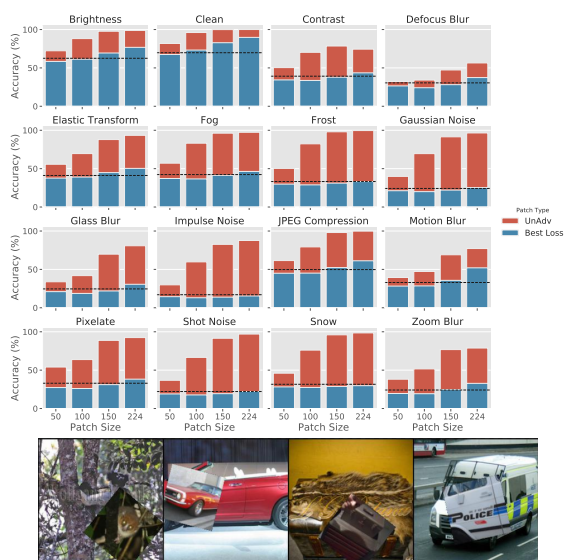 Brightness
Clean
Contrast
Defocus Blur
Accuracy (%)
100
50
0
Elastic Transform
Fog
Frost
Gaussian Noise
Accuracy (%)
100
50
0
Patch Type
UnAdv
Best Loss
Glass Blur
Impulse Noise
JPEG Compression
Motion Blur
Accuracy (%)
100
50
0
Pixelate
Shot Noise
Snow
Zoom Blur
Accuracy (%)
100
50
0
50 100 150 224
50 100 150 224
50 100 150 224
50 100 150 224
Patch Size
Patch Size
Patch Size
Patch Size
POLICE